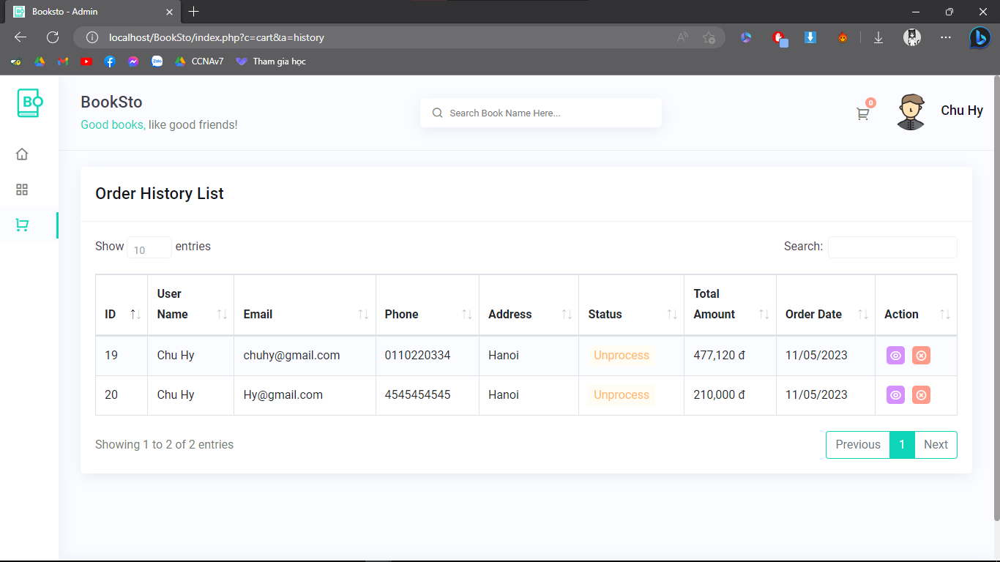 Booksto - Admin
localhost/BookSto/index.php?c=cart&a=history
Zalo
CCNAv7
Tham gia học
BO
BookSto
Good books, like good friends!
Search Book Name Here...
0
Chu Hy
Order History List
Show 10 entries
Search:
ID User Name Email Phone Address Status Total Amount Order Date Action
19 Chu Hy chuhy@gmail.com 0110220334 Hanoi Unprocess 477,120 đ 11/05/2023
20 Chu Hy Hy@gmail.com 4545454545 Hanoi Unprocess 210,000 đ 11/05/2023
Showing 1 to 2 of 2 entries
Previous 1 Next